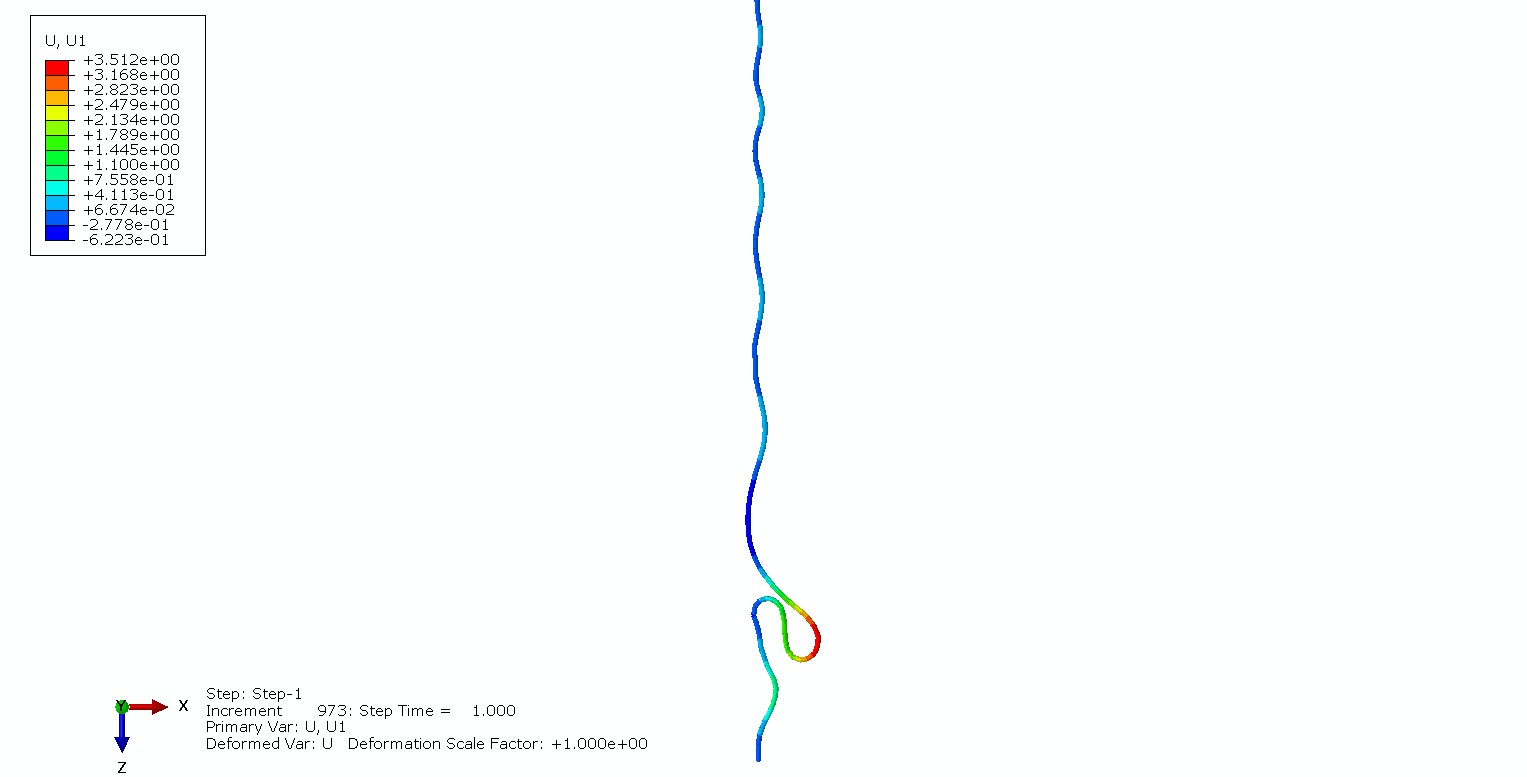 U, U1
+3.512e+00
+3.168e+00
+2.823e+00
+2.479e+00
+2.134e+00
+1.789e+00
+1.445e+00
+1.100e+00
+7.558e-01
+4.113e-01
+6.674e-02
-2.778e-01
-6.223e-01
Y X
Z
Step: Step-1
Increment 973: Step Time = 1.000
Primary Var: U, U1
Deformed Var: U Deformation Scale Factor: +1.000e+00